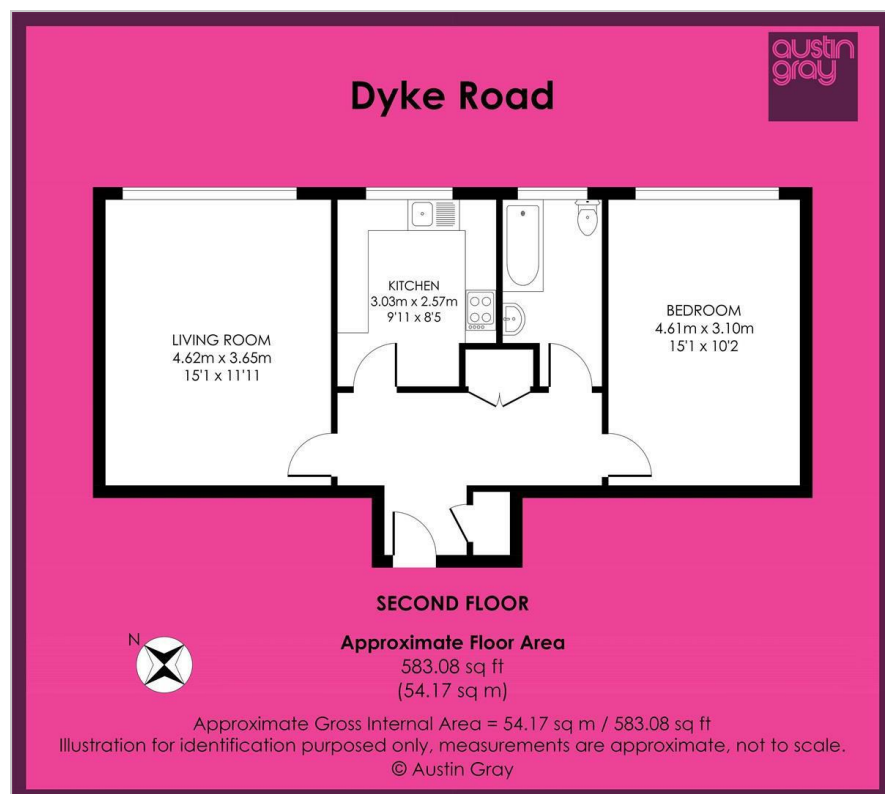 austin
gray
Dyke Road
KITCHEN
3.03m x 2.57m
9'11 x 8'5
BEDROOM
4.61m x 3.10m
15'1 x 10'2
LIVING ROOM
4.62m x 3.65m
15'1 x 11'11
SECOND FLOOR
N
Approximate Floor Area
583.08 sq ft
(54.17 sq m)
Approximate Gross Internal Area = 54.17 sq m / 583.08 sq ft
Illustration for identification purposed only, measurements are approximate, not to scale.
© Austin Gray